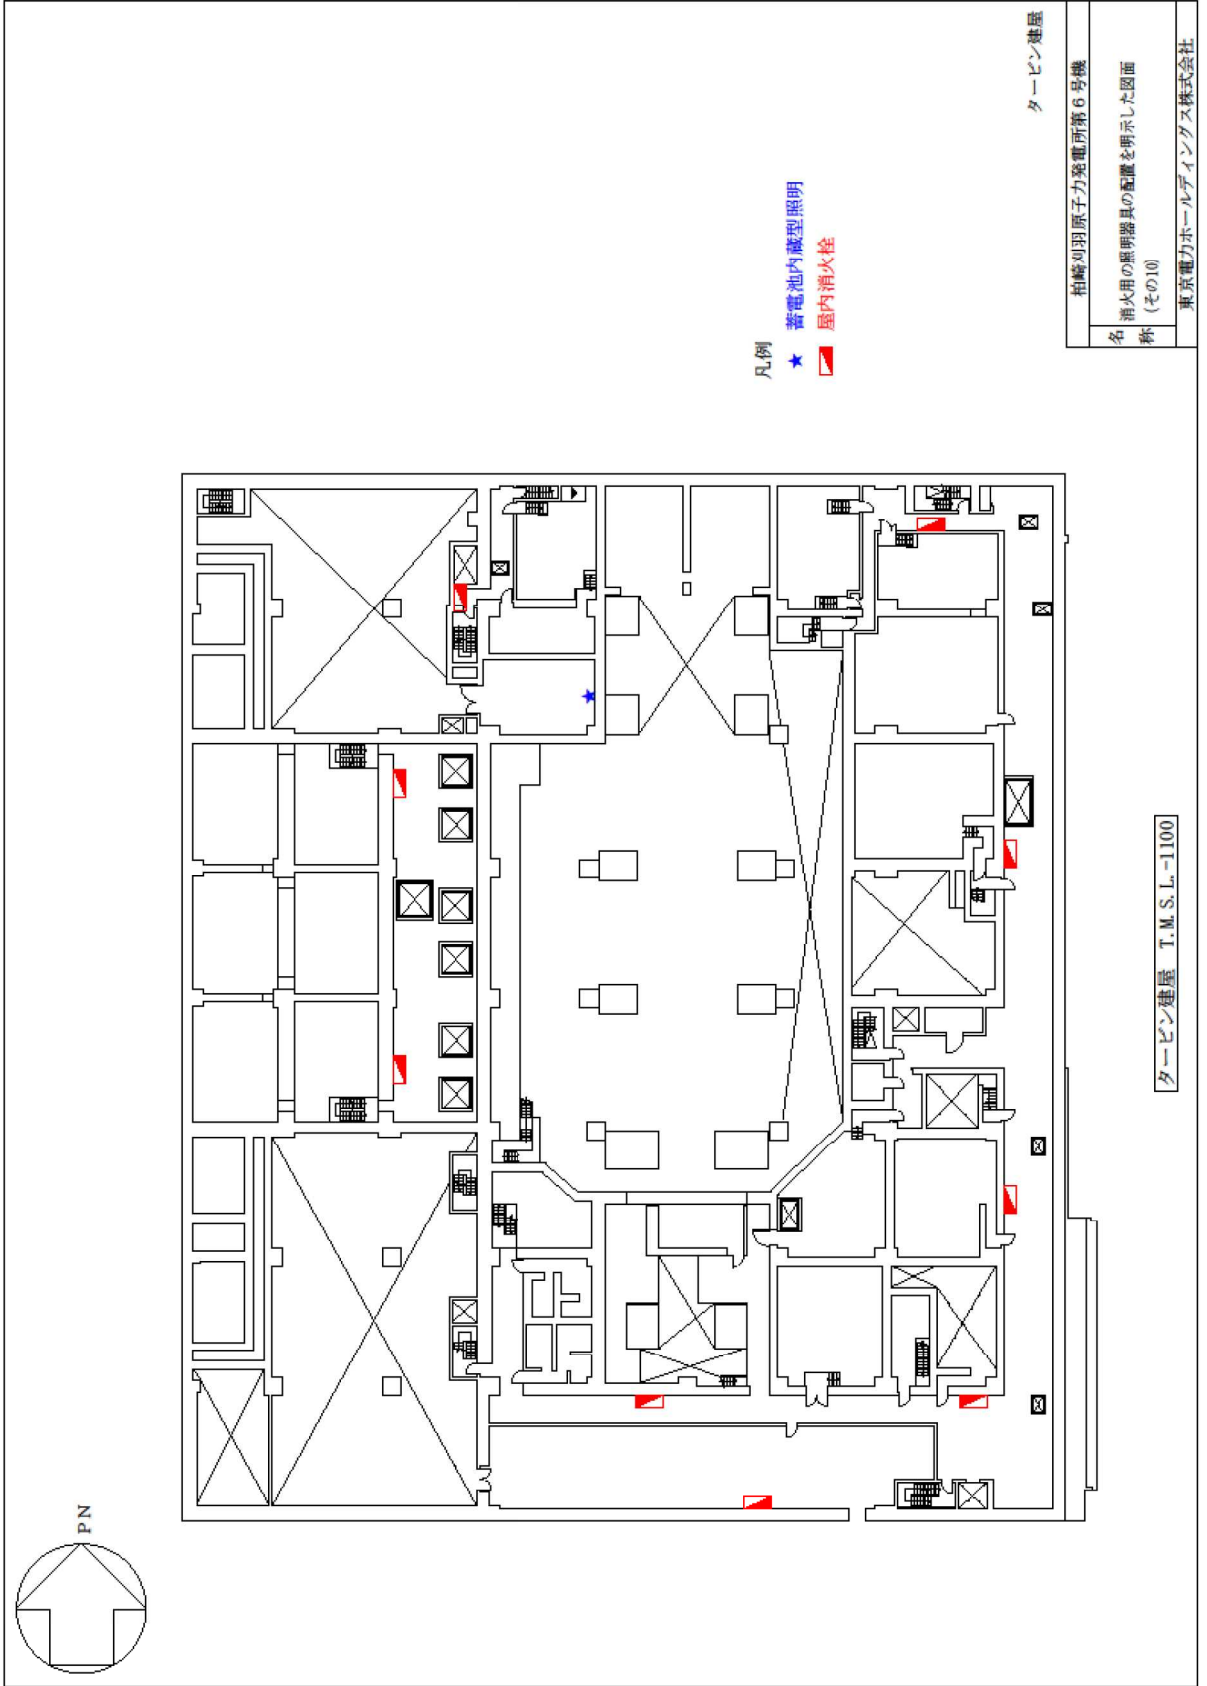 PN
タービン建屋 T.M.S.L.-1100
凡例
★ 蓄電池内蔵型照明
屋内消火栓
タービン建屋
柏崎刈羽原子力発電所第6号機
名称 消火用の照明器具の配置を明示した図面
(その10)
東京電力ホールディングス株式会社